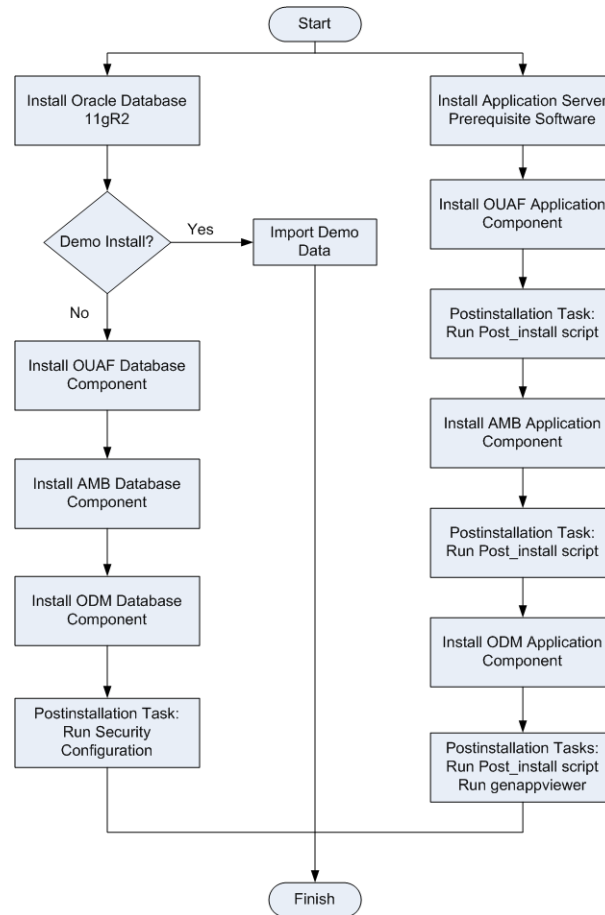 Start
Install Oracle Database
11gR2
Demo Install?
Yes
Import Demo
Data
No
Install OUAF Database
Component
Install AMB Database
Component
Install ODM Database
Component
Postinstallation Task:
Run Security
Configuration
Install Application Server
Prerequisite Software
Install OUAF Application
Component
Postinstallation Task:
Run Post_install script
Install AMB Application
Component
Postinstallation Task:
Run Post_install script
Install ODM Application
Component
Postinstallation Tasks:
Run Post_install script
Run genappviewer
Finish